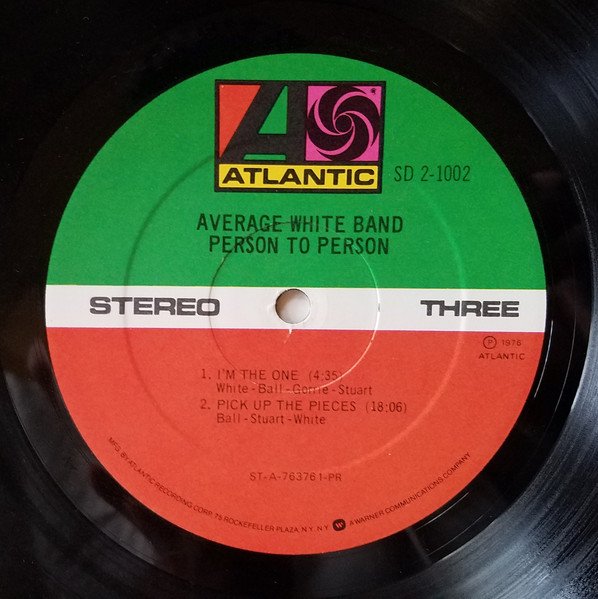 ATLANTIC
SD 2-1002
AVERAGE WHITE BAND
PERSON TO PERSON
STEREO
THREE
Ⓟ 1976
ATLANTIC
1. I'M THE ONE (4:35)
White-Ball-Gorrie-Stuart
2. PICK UP THE PIECES (18:06)
Ball-Stuart-White
ST-A-763761-PR
MFG. BY ATLANTIC RECORDING CORP. 75 ROCKEFELLER PLAZA, N.Y. N.Y. W A WARNER COMMUNICATIONS COMPANY